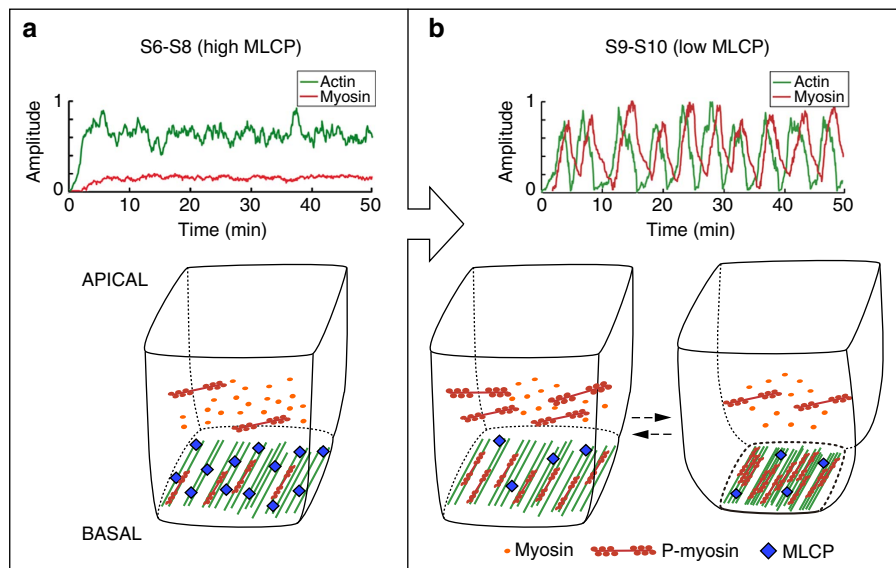 a
S6-S8 (high MLCP)
Actin
Myosin
1
0
Amplitude
0 10 20 30 40 50
Time (min)
APICAL
BASAL
b
S9-S10 (low MLCP)
Actin
Myosin
1
0
Amplitude
0 10 20 30 40 50
Time (min)
Myosin P-myosin MLCP